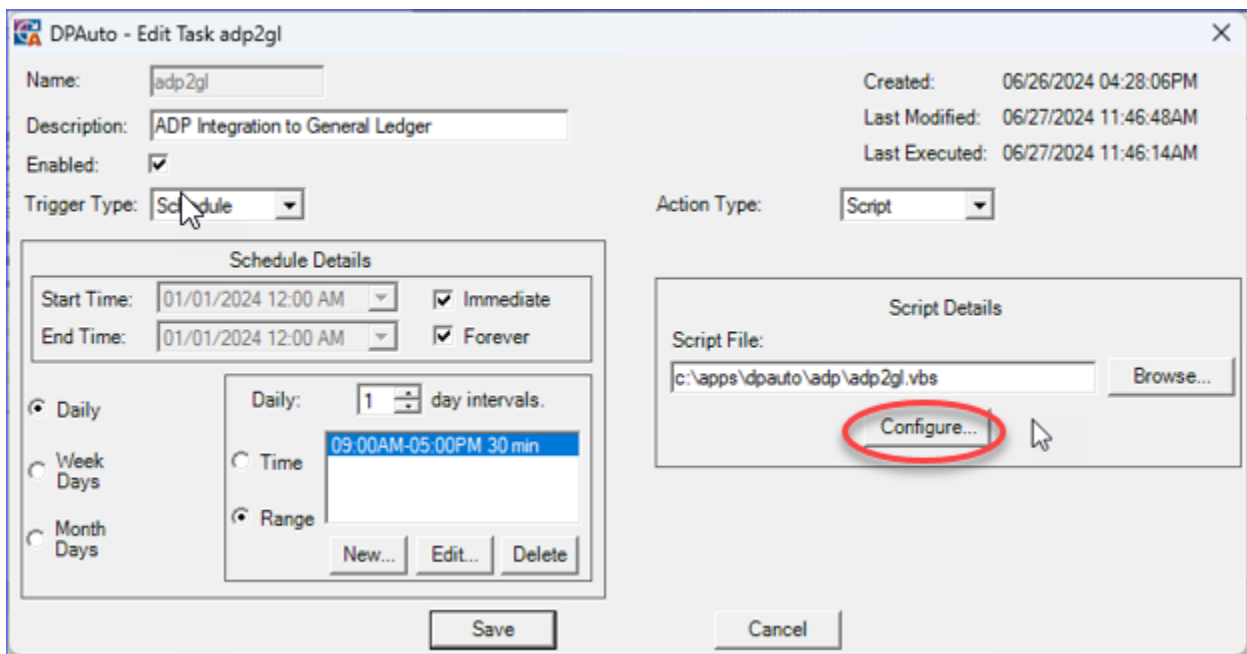 DPAuto - Edit Task adp2gl
Name: adp2gl
Created: 06/26/2024 04:28:06PM
Description: ADP Integration to General Ledger
Last Modified: 06/27/2024 11:46:48AM
Enabled:
Last Executed: 06/27/2024 11:46:14AM
Trigger Type: Schedule
Action Type: Script
Schedule Details
Start Time: 01/01/2024 12:00 AM Immediate
End Time: 01/01/2024 12:00 AM Forever
Daily
Week
Days
Month
Days
Daily: 1 day intervals.
Time
Range
09:00AM-05:00PM 30 min
New... Edit... Delete
Script Details
Script File:
c:\apps\dpauto\adp\adp2gl.vbs Browse...
Configure...
Save Cancel